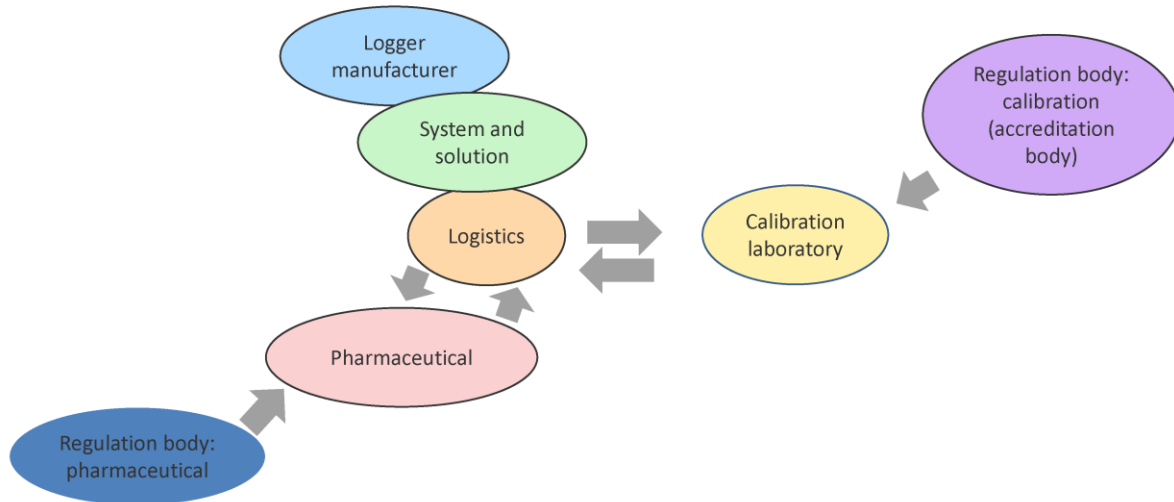 Logger
manufacturer
System and
solution
Logistics
Pharmaceutical
Regulation body:
pharmaceutical
Calibration
laboratory
Regulation body:
calibration
(accreditation
body)